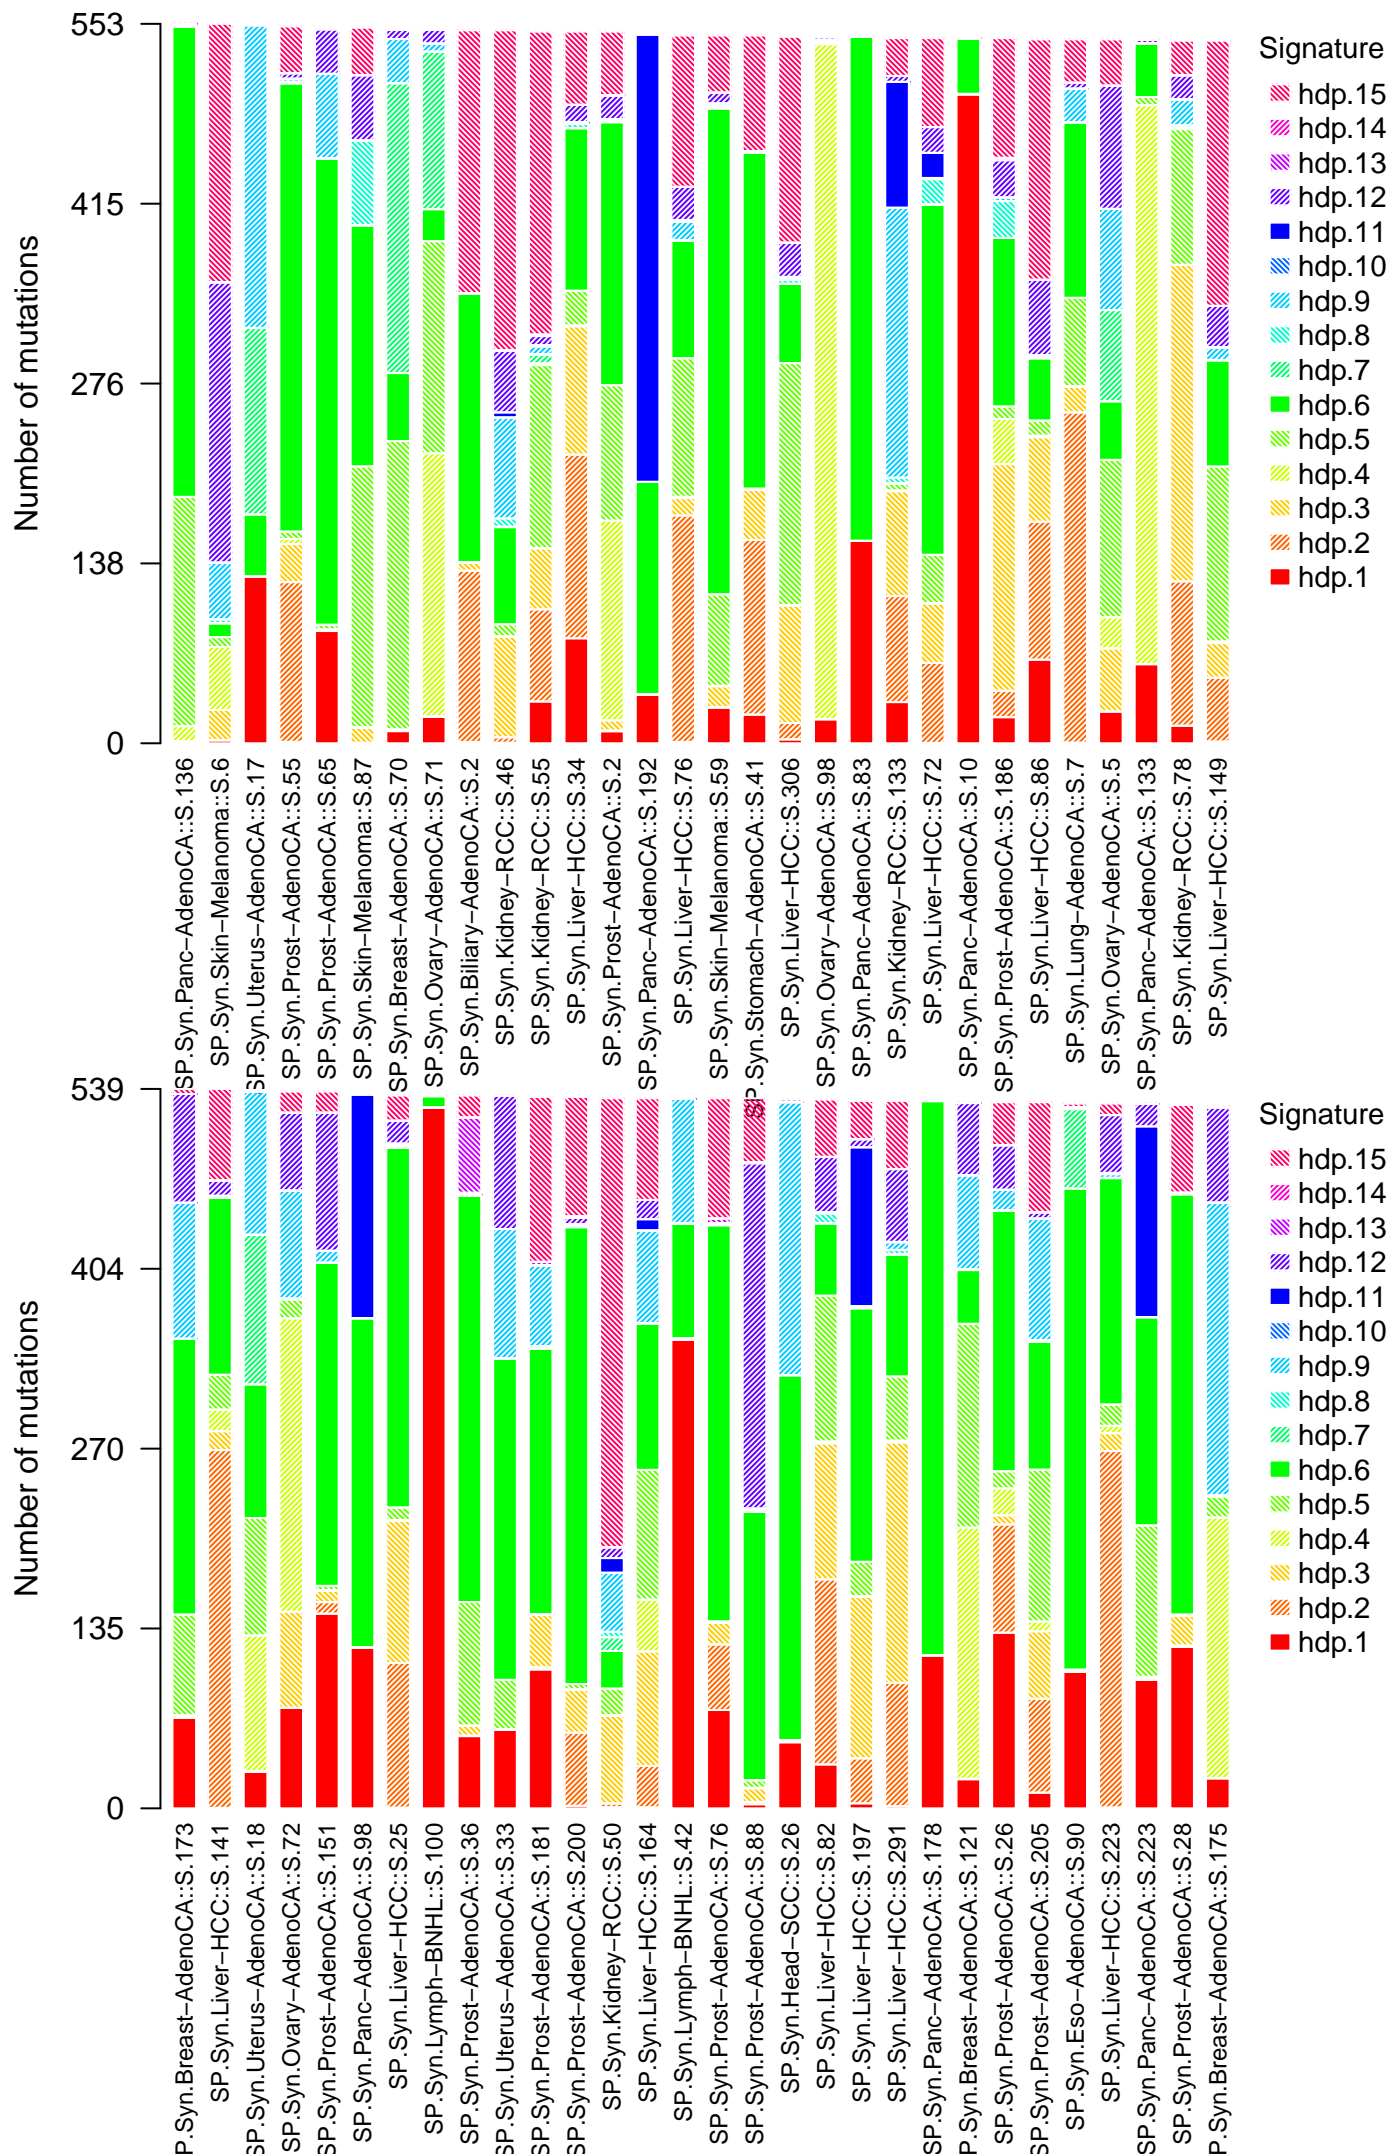 Number of mutations
553
415
276
138
0
Signature
hdp.15
hdp.14
hdp.13
hdp.12
hdp.11
hdp.10
hdp.9
hdp.8
hdp.7
hdp.6
hdp.5
hdp.4
hdp.3
hdp.2
hdp.1
SP.Syn.Panc−AdenoCA::S.136
SP.Syn.Skin−Melanoma::S.6
SP.Syn.Uterus−AdenoCA::S.17
SP.Syn.Prost−AdenoCA::S.55
SP.Syn.Prost−AdenoCA::S.65
SP.Syn.Skin−Melanoma::S.87
SP.Syn.Breast−AdenoCA::S.70
SP.Syn.Ovary−AdenoCA::S.71
SP.Syn.Biliary−AdenoCA::S.2
SP.Syn.Kidney−RCC::S.46
SP.Syn.Kidney−RCC::S.55
SP.Syn.Liver−HCC::S.34
SP.Syn.Prost−AdenoCA::S.2
SP.Syn.Panc−AdenoCA::S.192
SP.Syn.Liver−HCC::S.76
SP.Syn.Skin−Melanoma::S.59
SP.Syn.Stomach−AdenoCA::S.41
SP.Syn.Liver−HCC::S.306
SP.Syn.Ovary−AdenoCA::S.98
SP.Syn.Panc−AdenoCA::S.83
SP.Syn.Kidney−RCC::S.133
SP.Syn.Liver−HCC::S.72
SP.Syn.Panc−AdenoCA::S.10
SP.Syn.Prost−AdenoCA::S.186
SP.Syn.Liver−HCC::S.86
SP.Syn.Lung−AdenoCA::S.7
SP.Syn.Ovary−AdenoCA::S.5
SP.Syn.Panc−AdenoCA::S.133
SP.Syn.Kidney−RCC::S.78
SP.Syn.Liver−HCC::S.149
Number of mutations
539
404
270
135
0
Signature
hdp.15
hdp.14
hdp.13
hdp.12
hdp.11
hdp.10
hdp.9
hdp.8
hdp.7
hdp.6
hdp.5
hdp.4
hdp.3
hdp.2
hdp.1
SP.Syn.Breast−AdenoCA::S.173
SP.Syn.Liver−HCC::S.141
SP.Syn.Uterus−AdenoCA::S.18
SP.Syn.Ovary−AdenoCA::S.72
SP.Syn.Prost−AdenoCA::S.151
SP.Syn.Panc−AdenoCA::S.98
SP.Syn.Liver−HCC::S.25
SP.Syn.Lymph−BNHL::S.100
SP.Syn.Prost−AdenoCA::S.36
SP.Syn.Uterus−AdenoCA::S.33
SP.Syn.Prost−AdenoCA::S.181
SP.Syn.Prost−AdenoCA::S.200
SP.Syn.Kidney−RCC::S.50
SP.Syn.Liver−HCC::S.164
SP.Syn.Lymph−BNHL::S.42
SP.Syn.Prost−AdenoCA::S.76
SP.Syn.Prost−AdenoCA::S.88
SP.Syn.Head−SCC::S.26
SP.Syn.Liver−HCC::S.82
SP.Syn.Liver−HCC::S.197
SP.Syn.Liver−HCC::S.291
SP.Syn.Panc−AdenoCA::S.178
SP.Syn.Breast−AdenoCA::S.121
SP.Syn.Prost−AdenoCA::S.26
SP.Syn.Prost−AdenoCA::S.205
SP.Syn.Eso−AdenoCA::S.90
SP.Syn.Liver−HCC::S.223
SP.Syn.Panc−AdenoCA::S.223
SP.Syn.Prost−AdenoCA::S.28
SP.Syn.Breast−AdenoCA::S.175